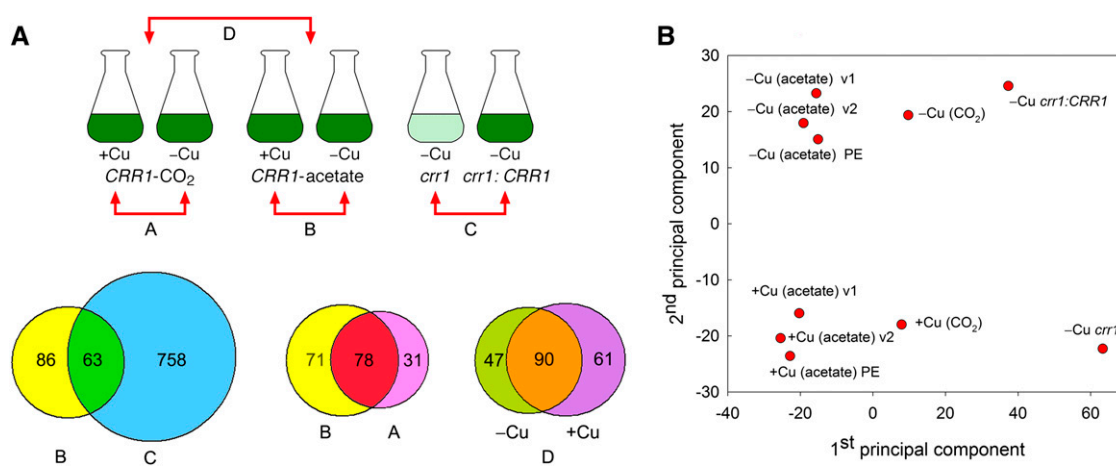 A
D
+Cu −Cu +Cu −Cu −Cu −Cu
CRR1-CO₂ CRR1-acetate crr1 crr1: CRR1
A B C
86 63 758
B C
71 78 31
B A
47 90 61
−Cu +Cu
D
B
2nd principal component
30
20
10
0
-10
-20
-30
−Cu (acetate) v1
−Cu (acetate) v2
−Cu (acetate) PE
−Cu (CO₂)
−Cu crr1:CRR1
+Cu (acetate) v1
+Cu (acetate) v2
+Cu (acetate) PE
+Cu (CO₂)
−Cu crr1
-40 -20 0 20 40 60
1st principal component